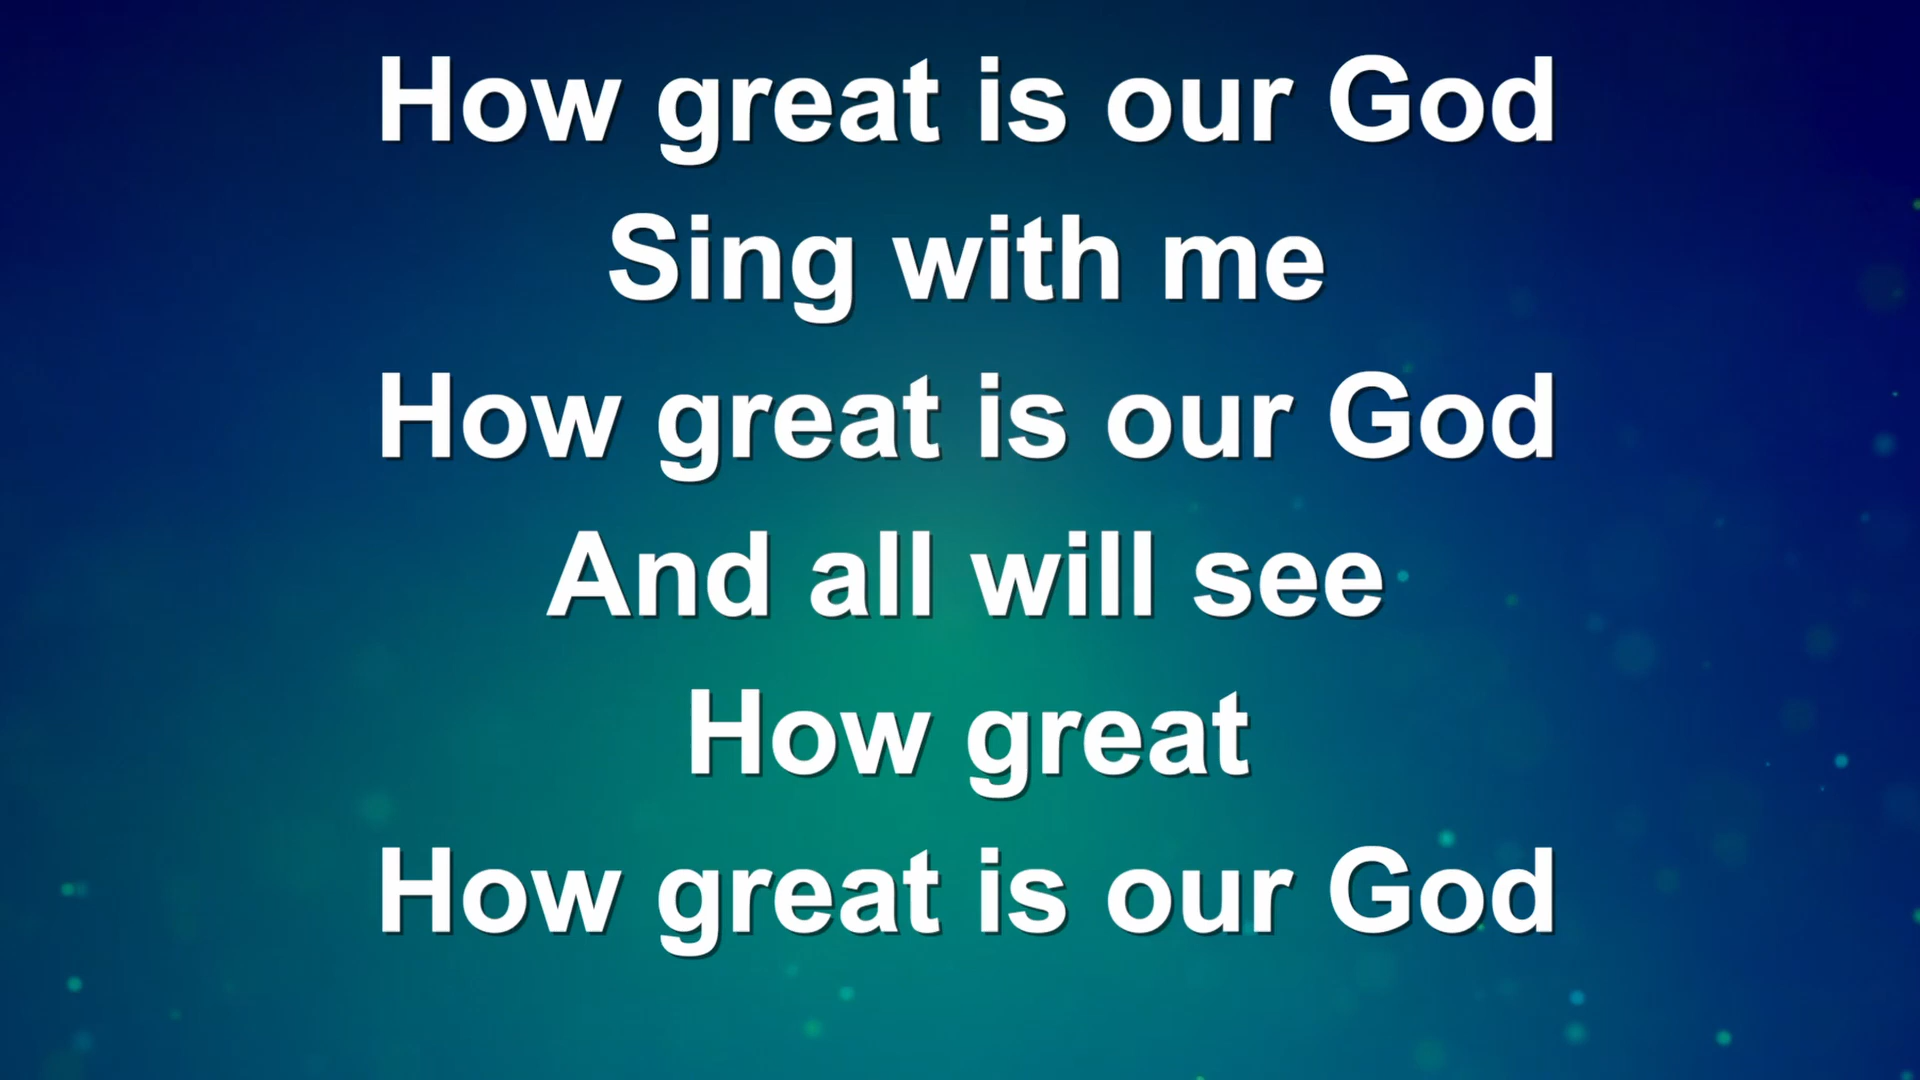 How great is our God
Sing with me
How great is our God
And all will see
How great
How great is our God